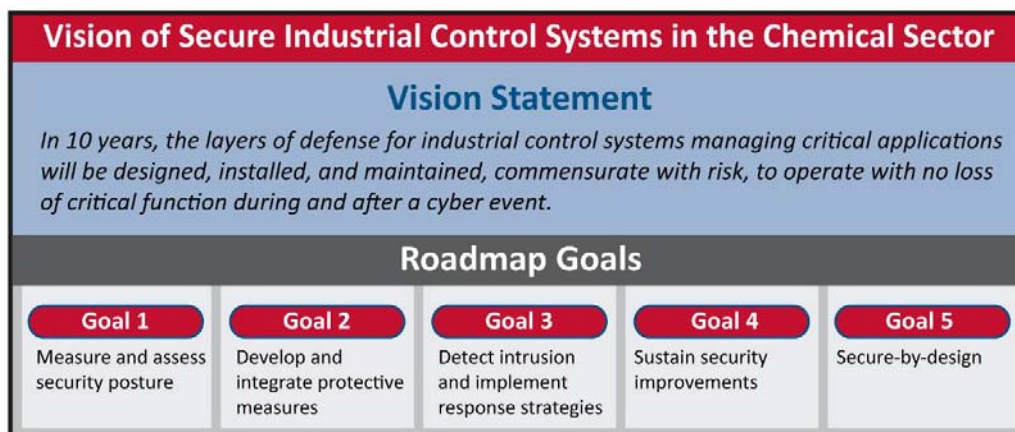 Vision of Secure Industrial Control Systems in the Chemical Sector
Vision Statement
In 10 years, the layers of defense for industrial control systems managing critical applications
will be designed, installed, and maintained, commensurate with risk, to operate with no loss
of critical function during and after a cyber event.
Roadmap Goals
Goal 1
Measure and assess
security posture
Goal 2
Develop and
integrate protective
measures
Goal 3
Detect intrusion
and implement
response strategies
Goal 4
Sustain security
improvements
Goal 5
Secure-by-design